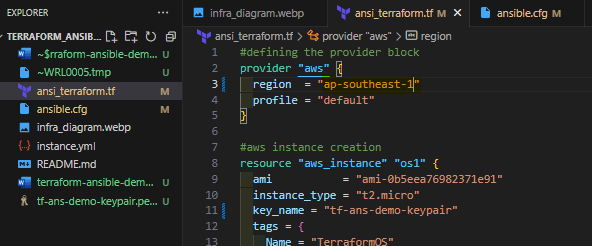 EXPLORER
TERRAFORM_ANSIB...
~$rraform-ansible-dem... U
~WRL0005.tmp U
ansi_terraform.tf M
ansible.cfg M
infra_diagram.webp
instance.yml
README.md
terraform-ansible-dem... U
tf-ans-demo-keypair.pe... U
infra_diagram.webp
ansi_terraform.tf M ×
ansible.cfg M
ansi_terraform.tf > provider "aws" > region
1 #defining the provider block
2 provider "aws" {
3 region = "ap-southeast-1"
4 profile = "default"
5 }
6
7 #aws instance creation
8 resource "aws_instance" "os1" {
9 ami = "ami-0b5eea76982371e91"
10 instance_type = "t2.micro"
11 key_name = "tf-ans-demo-keypair"
12 tags = {
13 Name = "TerraformOS"